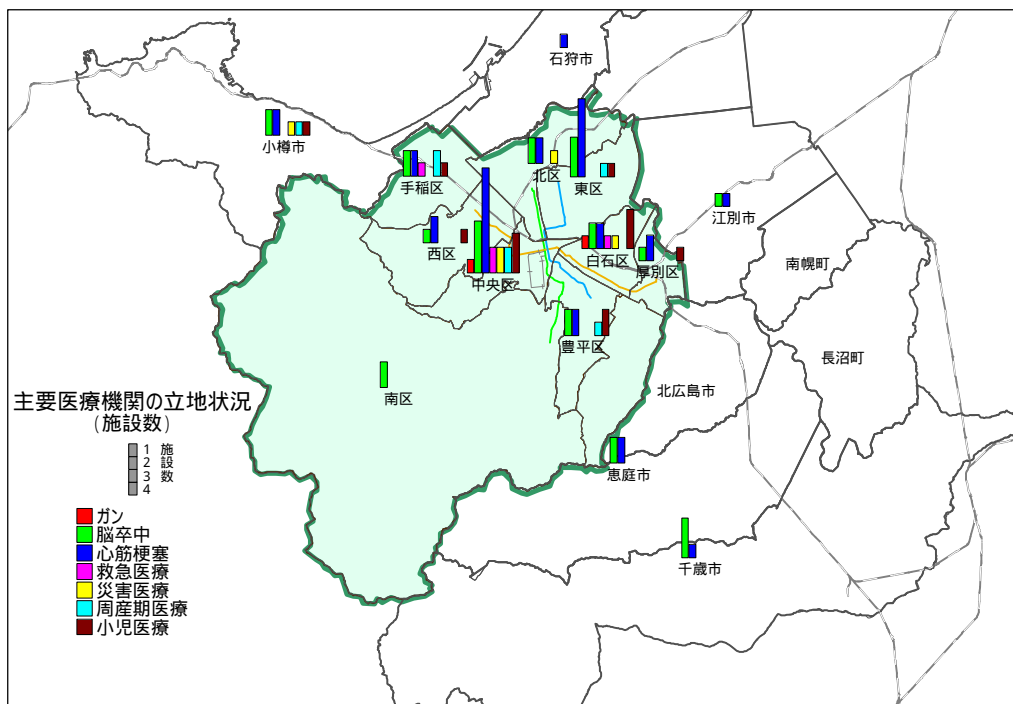 石狩市
小樽市
手稲区
北区
東区
江別市
西区
白石区
厚別区
中央区
南幌町
豊平区
長沼町
南区
北広島市
主要医療機関の立地状況
(施設数)
1 施
2 設
3 数
4
恵庭市
千歳市
ガン
脳卒中
心筋梗塞
救急医療
災害医療
周産期医療
小児医療